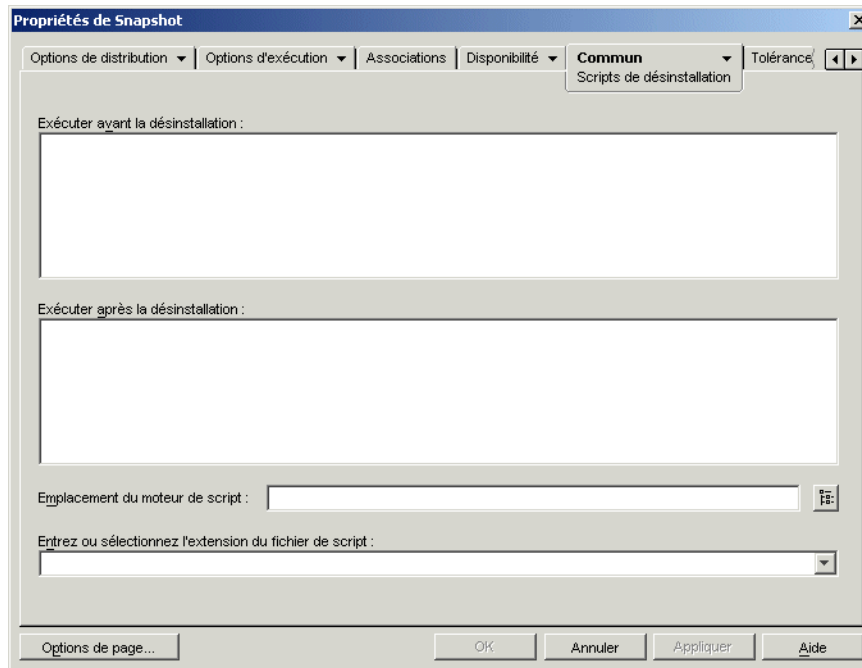 Propriétés de Snapshot
Options de distribution
Options d'exécution
Associations
Disponibilité
Commun
Tolérance
Scripts de désinstallation
Exécuter avant la désinstallation :
Exécuter après la désinstallation :
Emplacement du moteur de script :
Entrez ou sélectionnez l'extension du fichier de script :
Options de page...
OK
Annuler
Appliquer
Aide